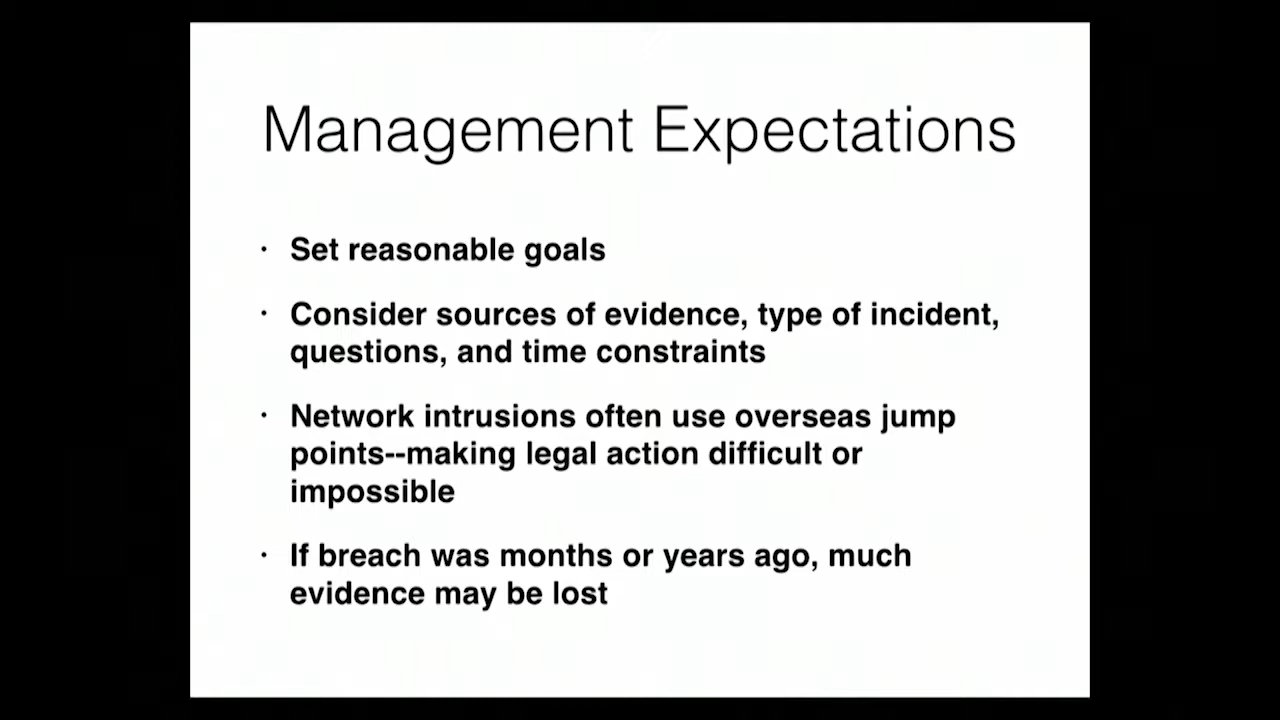 Management Expectations
· Set reasonable goals
· Consider sources of evidence, type of incident,
questions, and time constraints
· Network intrusions often use overseas jump
points--making legal action difficult or
impossible
· If breach was months or years ago, much
evidence may be lost